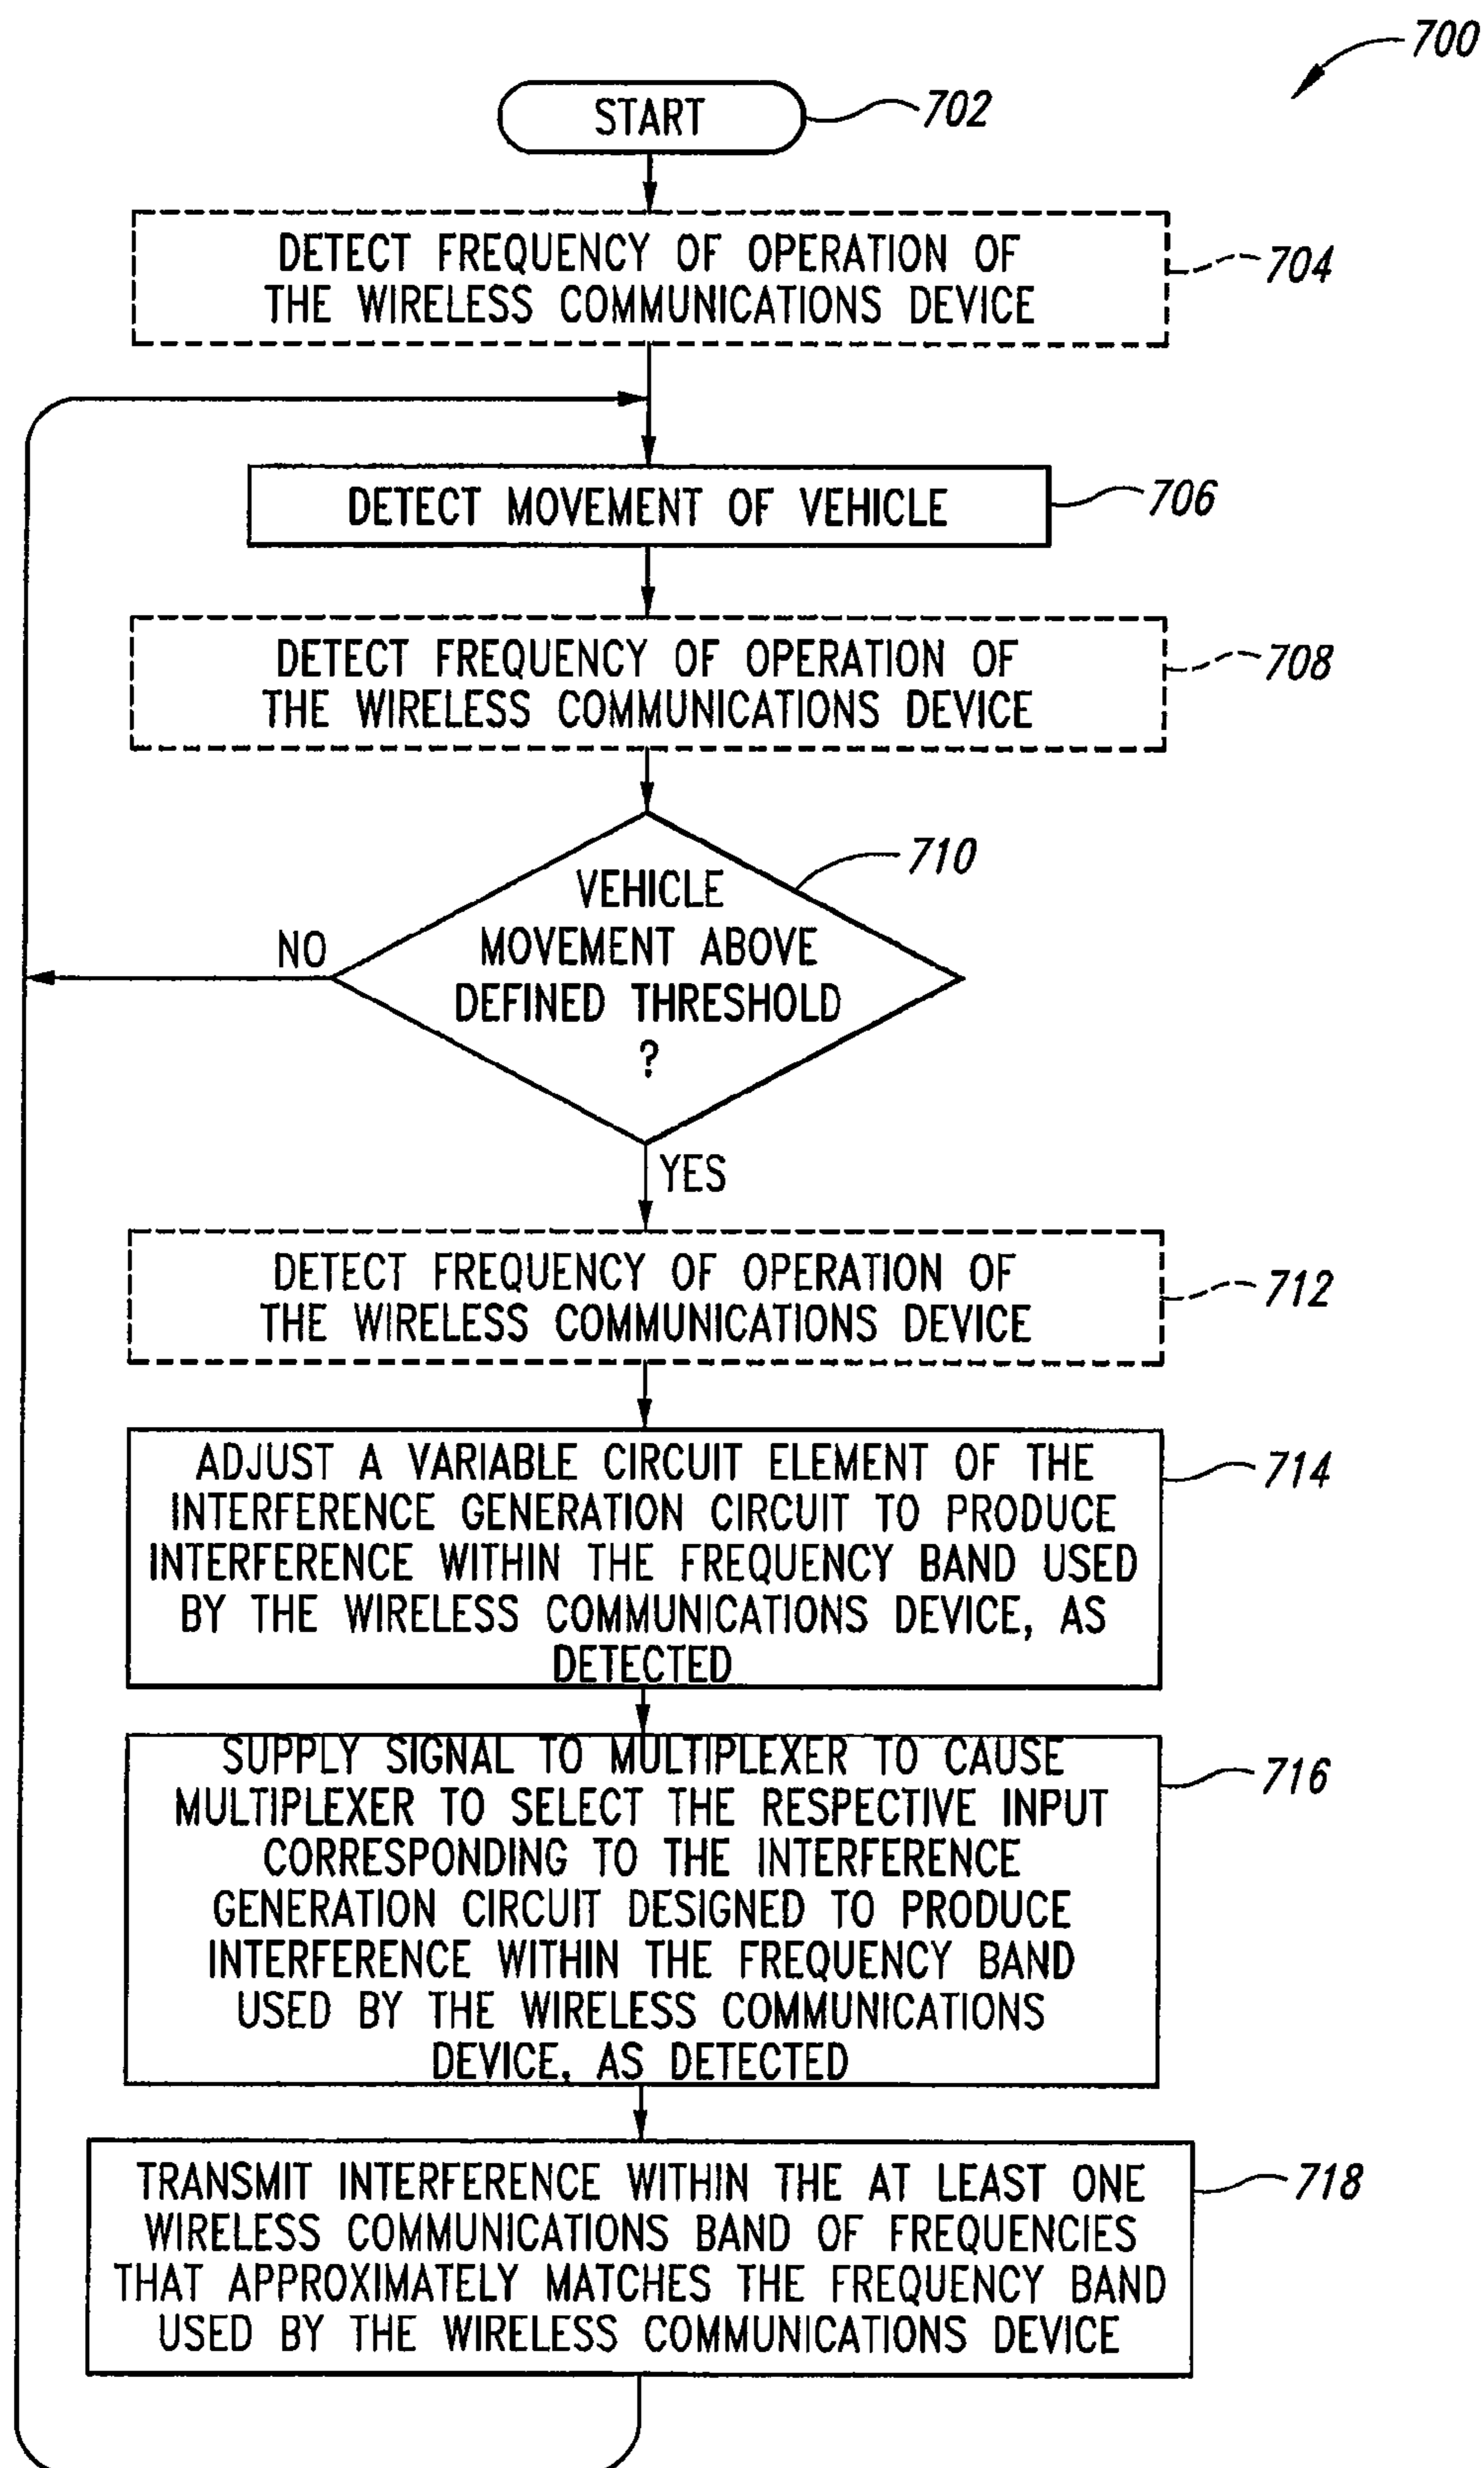 700
START
702
DETECT FREQUENCY OF OPERATION OF
THE WIRELESS COMMUNICATIONS DEVICE
704
DETECT MOVEMENT OF VEHICLE
706
DETECT FREQUENCY OF OPERATION OF
THE WIRELESS COMMUNICATIONS DEVICE
708
VEHICLE
MOVEMENT ABOVE
DEFINED THRESHOLD
?
710
NO
YES
DETECT FREQUENCY OF OPERATION OF
THE WIRELESS COMMUNICATIONS DEVICE
712
ADJUST A VARIABLE CIRCUIT ELEMENT OF THE
INTERFERENCE GENERATION CIRCUIT TO PRODUCE
INTERFERENCE WITHIN THE FREQUENCY BAND USED
BY THE WIRELESS COMMUNICATIONS DEVICE, AS
DETECTED
714
SUPPLY SIGNAL TO MULTIPLEXER TO CAUSE
MULTIPLEXER TO SELECT THE RESPECTIVE INPUT
CORRESPONDING TO THE INTERFERENCE
GENERATION CIRCUIT DESIGNED TO PRODUCE
INTERFERENCE WITHIN THE FREQUENCY BAND
USED BY THE WIRELESS COMMUNICATIONS
DEVICE, AS DETECTED
716
TRANSMIT INTERFERENCE WITHIN THE AT LEAST ONE
WIRELESS COMMUNICATIONS BAND OF FREQUENCIES
THAT APPROXIMATELY MATCHES THE FREQUENCY BAND
USED BY THE WIRELESS COMMUNICATIONS DEVICE
718